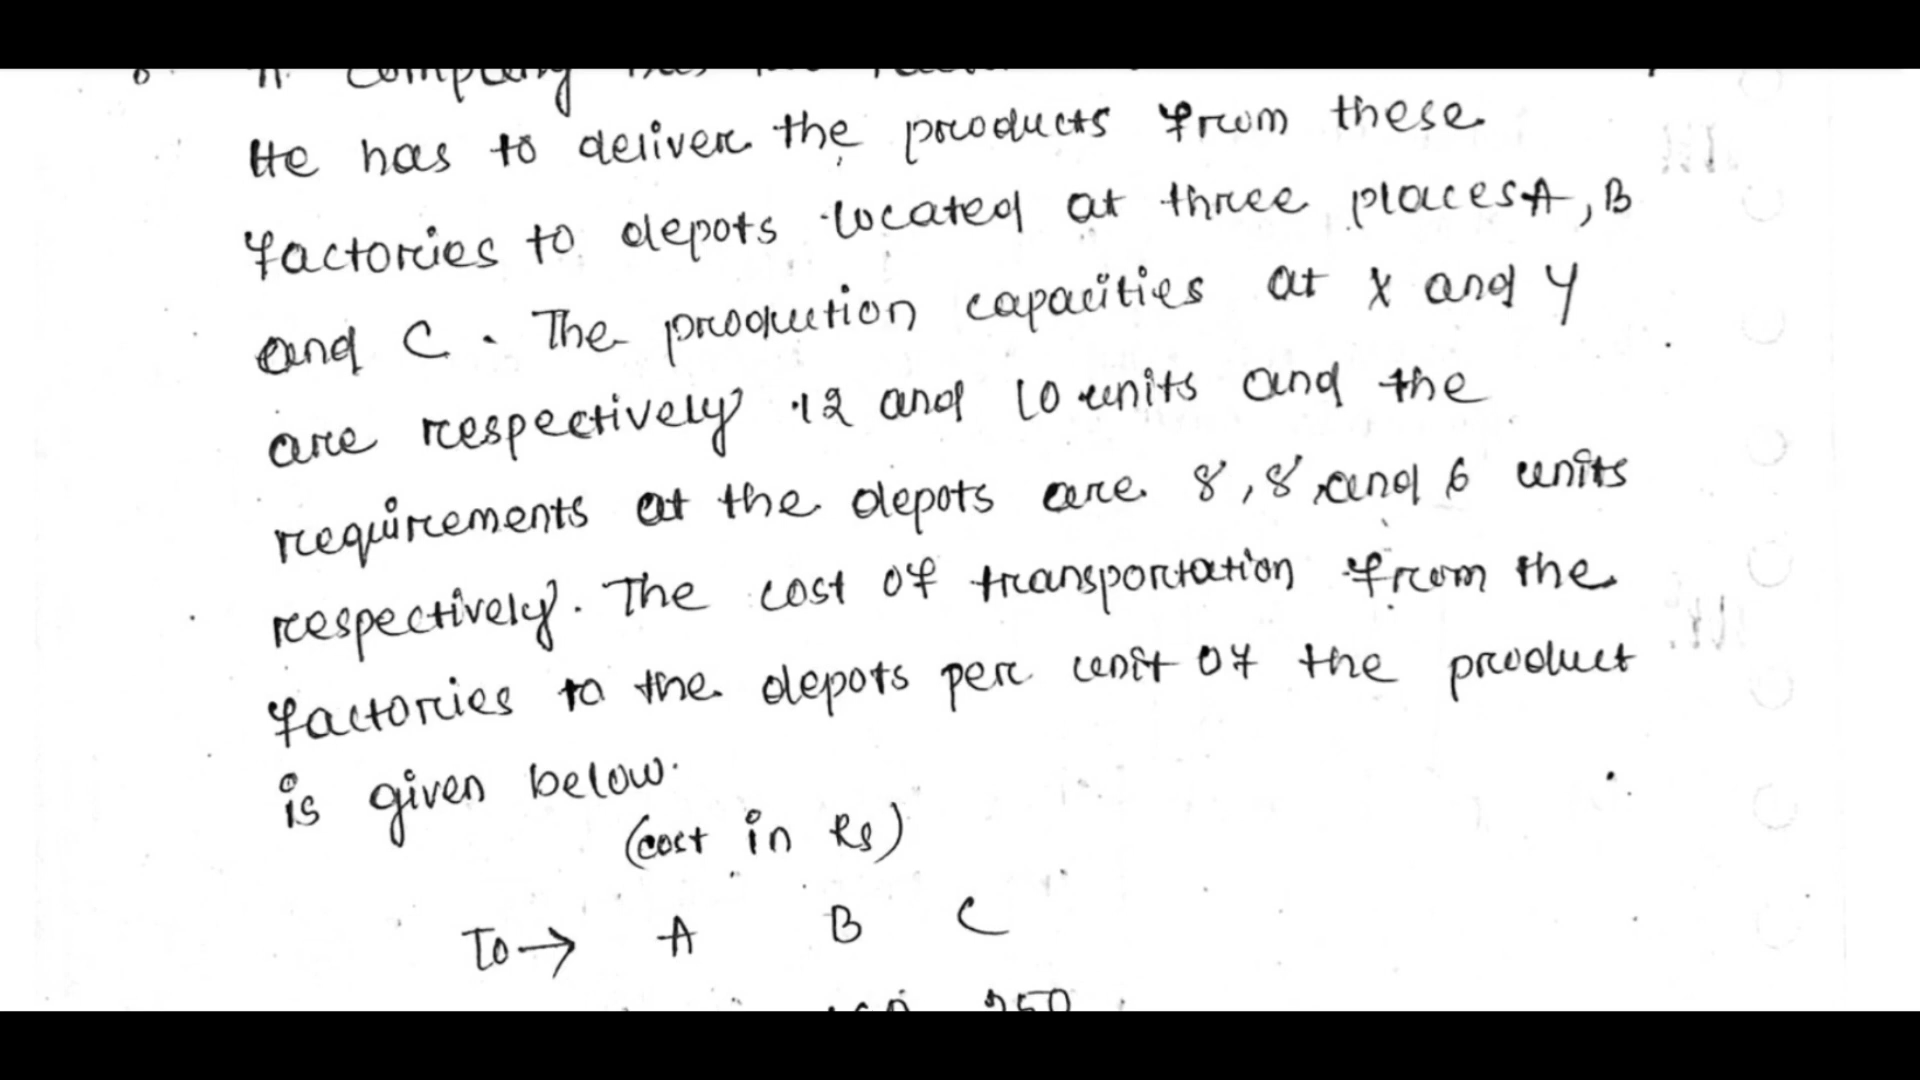 He has to deliver the products from these
factories to depots located at three places A, B
and C. The production capacities at X and Y
are respectively 12 and 10 units and the
requirements at the depots are 8, 8 and 6 units
respectively. The cost of transportation from the
factories to the depots per unit of the product
is given below.
(cost in Rs)
To → A B C